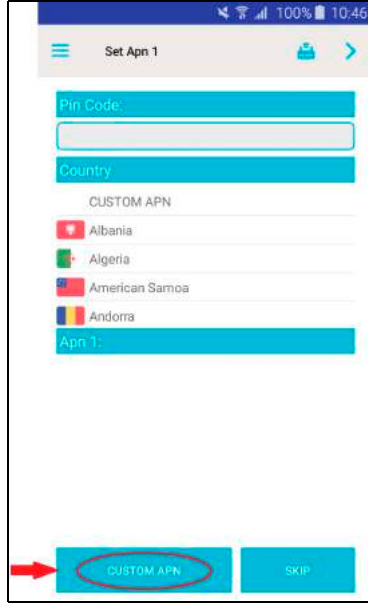 100% 10:46
Set Apn 1
Pin Code:
Country
CUSTOM APN
Albania
Algeria
American Samoa
Andorra
Apn 1:
CUSTOM APN
SKIP